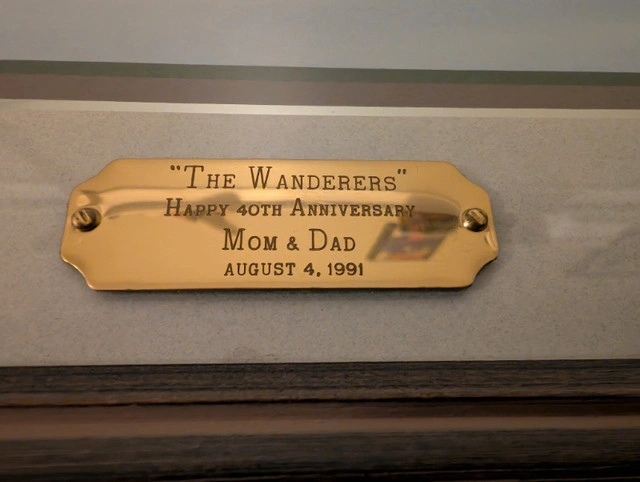 "The Wanderers"
Happy 40th Anniversary
Mom & Dad
August 4, 1991